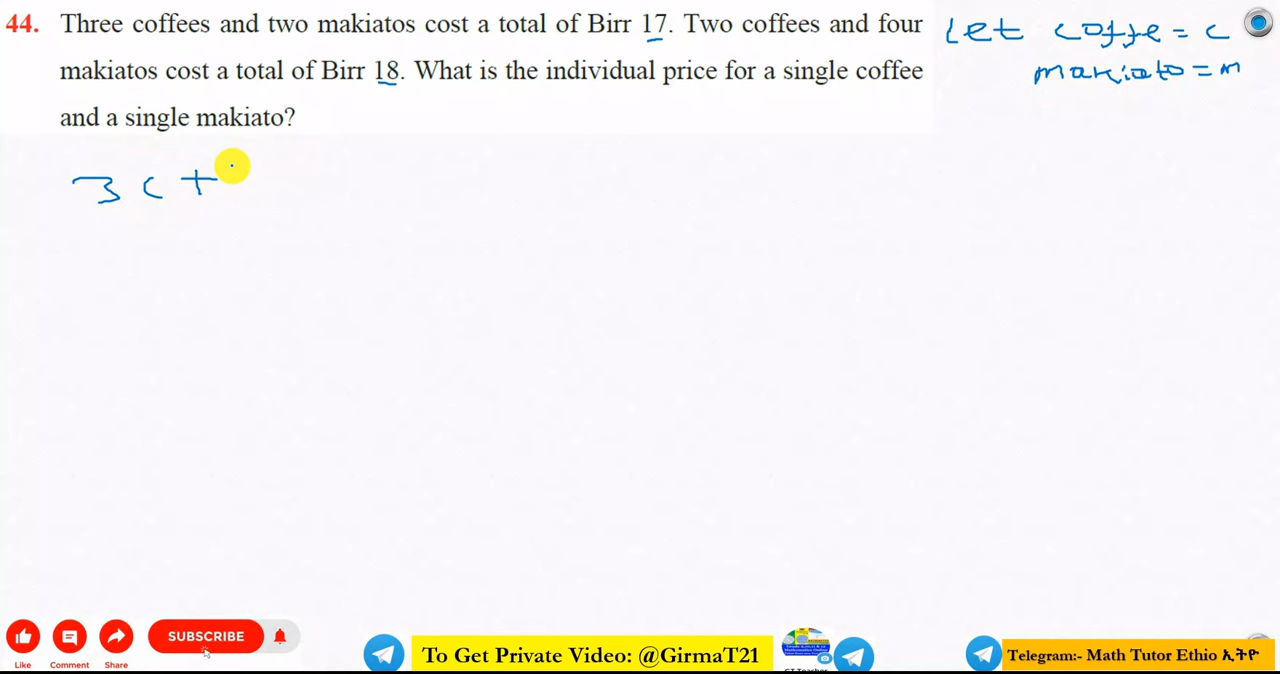 44. Three coffees and two makiatos cost a total of Birr 17. Two coffees and four
makiatos cost a total of Birr 18. What is the individual price for a single coffee
and a single makiato?
Let coffe = c
makiato = m
3c +
Like
Comment
Share
SUBSCRIBE
To Get Private Video: @GirmaT21
Telegram:- Math Tutor Ethio ኢትዮ